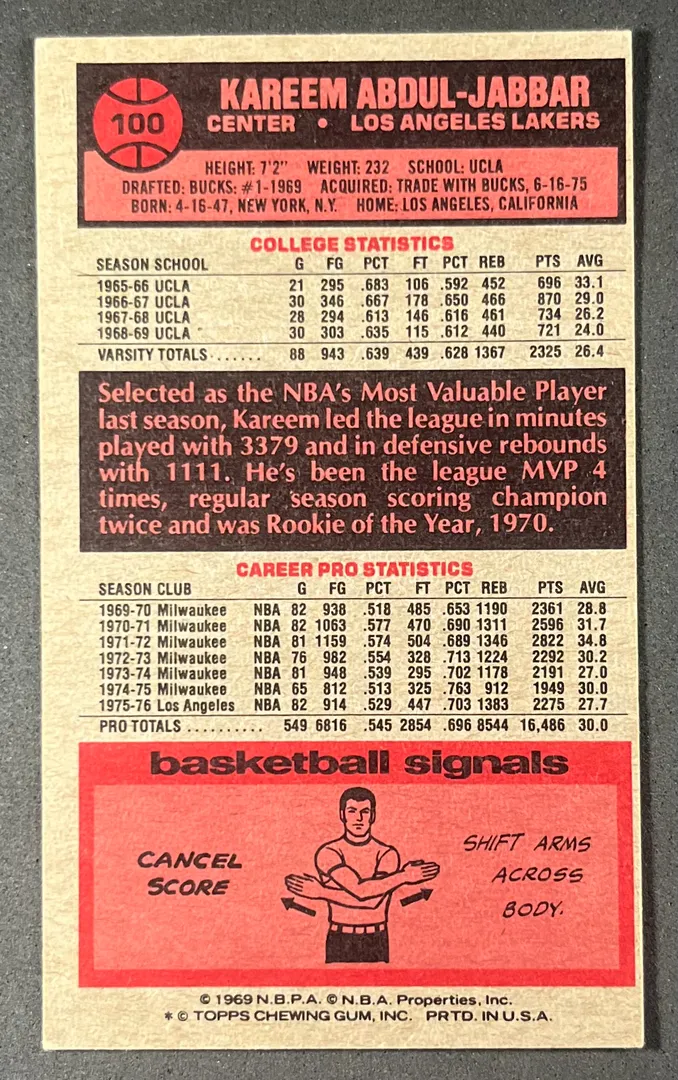 100
KAREEM ABDUL-JABBAR
CENTER • LOS ANGELES LAKERS
HEIGHT: 7'2" WEIGHT: 232 SCHOOL: UCLA
DRAFTED: BUCKS: #1-1969 ACQUIRED: TRADE WITH BUCKS, 6-16-75
BORN: 4-16-47, NEW YORK, N.Y. HOME: LOS ANGELES, CALIFORNIA
COLLEGE STATISTICS
SEASON SCHOOL G FG PCT FT PCT REB PTS AVG
1965-66 UCLA 21 295 .683 106 .592 452 696 33.1
1966-67 UCLA 30 346 .667 178 .650 466 870 29.0
1967-68 UCLA 28 294 .613 146 .616 461 734 26.2
1968-69 UCLA 30 303 .635 115 .612 440 721 24.0
VARSITY TOTALS....... 88 943 .639 439 .628 1367 2325 26.4
Selected as the NBA's Most Valuable Player
last season, Kareem led the league in minutes
played with 3379 and in defensive rebounds
with 1111. He's been the league MVP 4
times, regular season scoring champion
twice and was Rookie of the Year, 1970.
CAREER PRO STATISTICS
SEASON CLUB G FG PCT FT PCT REB PTS AVG
1969-70 Milwaukee NBA 82 938 .518 485 .653 1190 2361 28.8
1970-71 Milwaukee NBA 82 1063 .577 470 .690 1311 2596 31.7
1971-72 Milwaukee NBA 81 1159 .574 504 .689 1346 2822 34.8
1972-73 Milwaukee NBA 76 982 .554 328 .713 1224 2292 30.2
1973-74 Milwaukee NBA 81 948 .539 295 .702 1178 2191 27.0
1974-75 Milwaukee NBA 65 812 .513 325 .763 912 1949 30.0
1975-76 Los Angeles NBA 82 914 .529 447 .703 1383 2275 27.7
PRO TOTALS .......... 549 6816 .545 2854 .696 8544 16,486 30.0
basketball signals
CANCEL
SCORE
SHIFT ARMS
ACROSS
BODY.
© 1969 N.B.P.A. © N.B.A. Properties, Inc.
* © TOPPS CHEWING GUM, INC. PRTD. IN U.S.A.